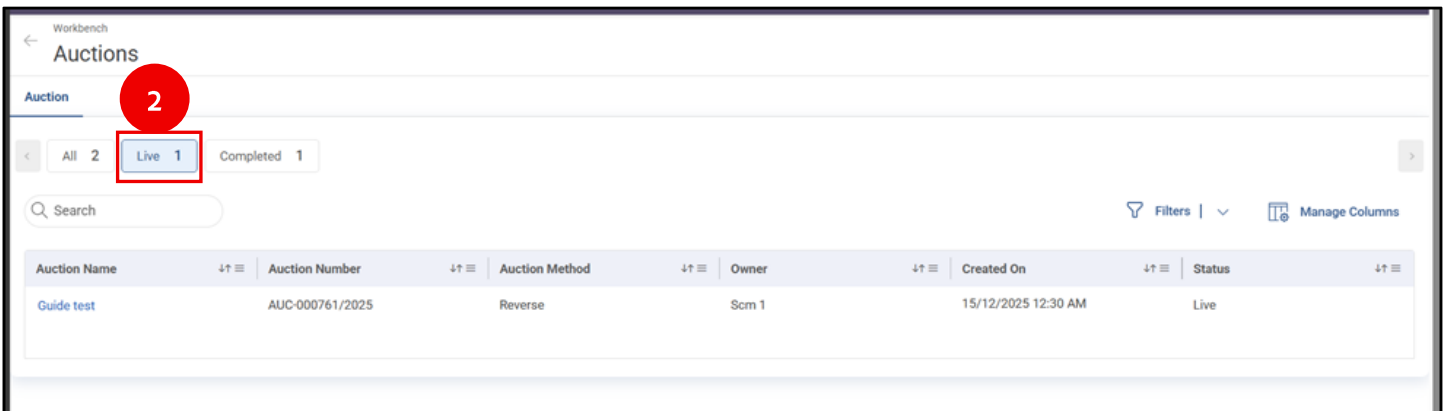 Workbench
Auctions
Auction
2
All 2 Live 1 Completed 1
Search Filters | Manage Columns
Auction Name Auction Number Auction Method Owner Created On Status
Guide test AUC-000761/2025 Reverse Scm 1 15/12/2025 12:30 AM Live